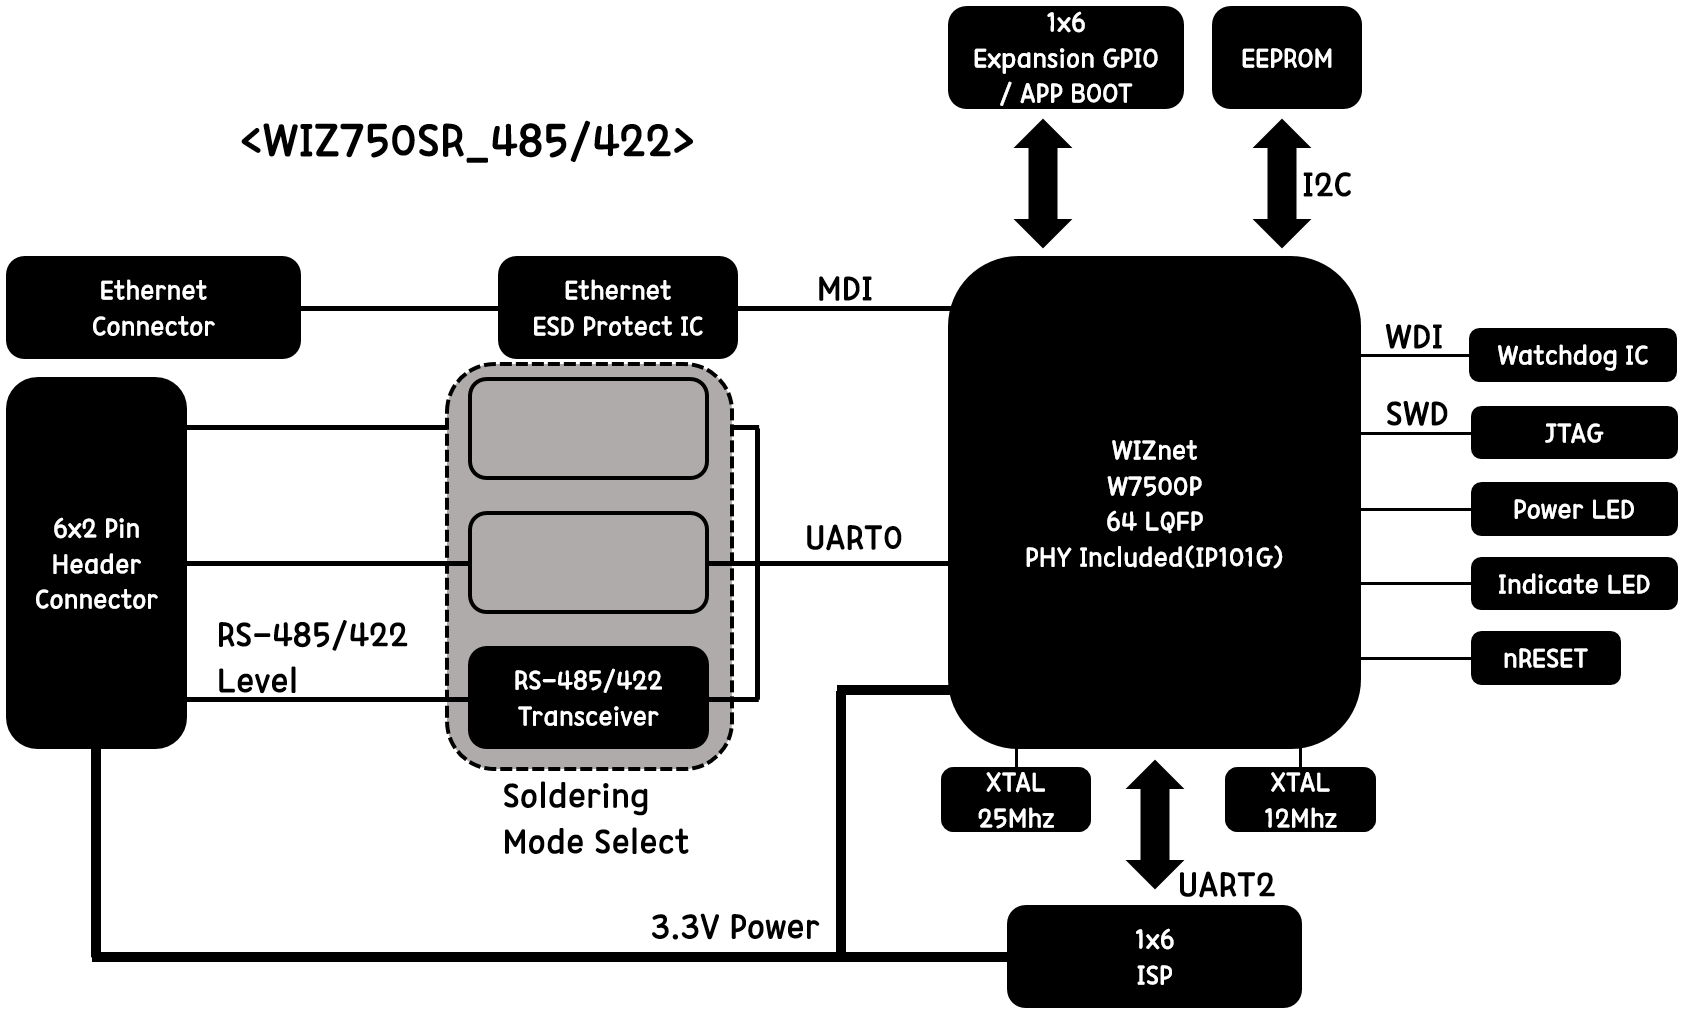 1x6
Expansion GPIO
/ APP BOOT
EEPROM
<WIZ750SR_485/422>
I2C
Ethernet
Connector
Ethernet
ESD Protect IC
MDI
WDI
Watchdog IC
SWD
JTAG
WIZnet
W7500P
64 LQFP
PHY Included(IP101G)
Power LED
6x2 Pin
Header
Connector
UART0
Indicate LED
RS-485/422
Level
nRESET
RS-485/422
Transceiver
Soldering
Mode Select
XTAL
25Mhz
XTAL
12Mhz
UART2
3.3V Power
1x6
ISP